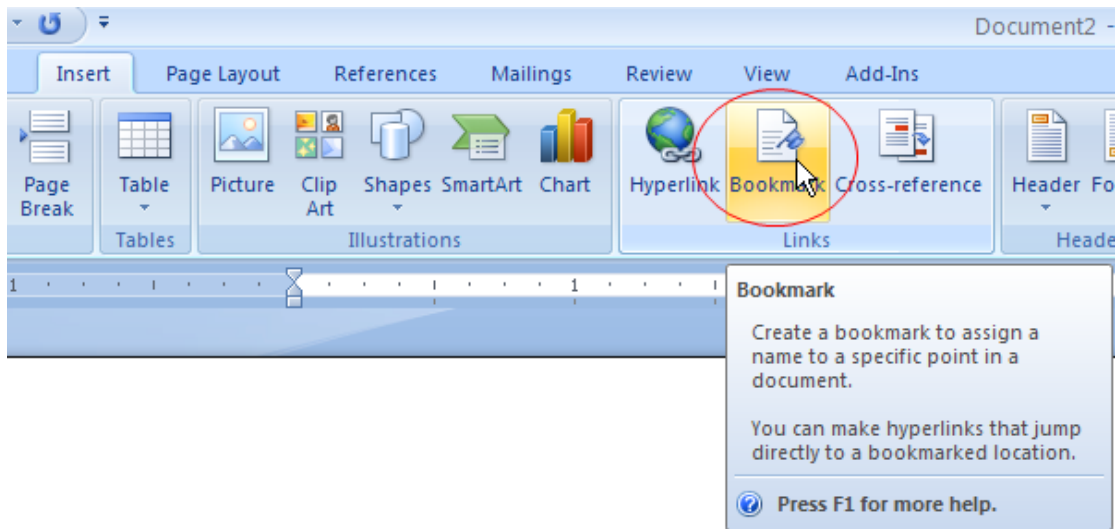 Document2 -
Insert Page Layout References Mailings Review View Add-Ins
Page Break
Table
Picture
Clip Art
Shapes
SmartArt
Chart
Hyperlink
Bookmark
Cross-reference
Header
Fo
Tables
Illustrations
Links
Heade
1 1
Bookmark
Create a bookmark to assign a
name to a specific point in a
document.
You can make hyperlinks that jump
directly to a bookmarked location.
Press F1 for more help.